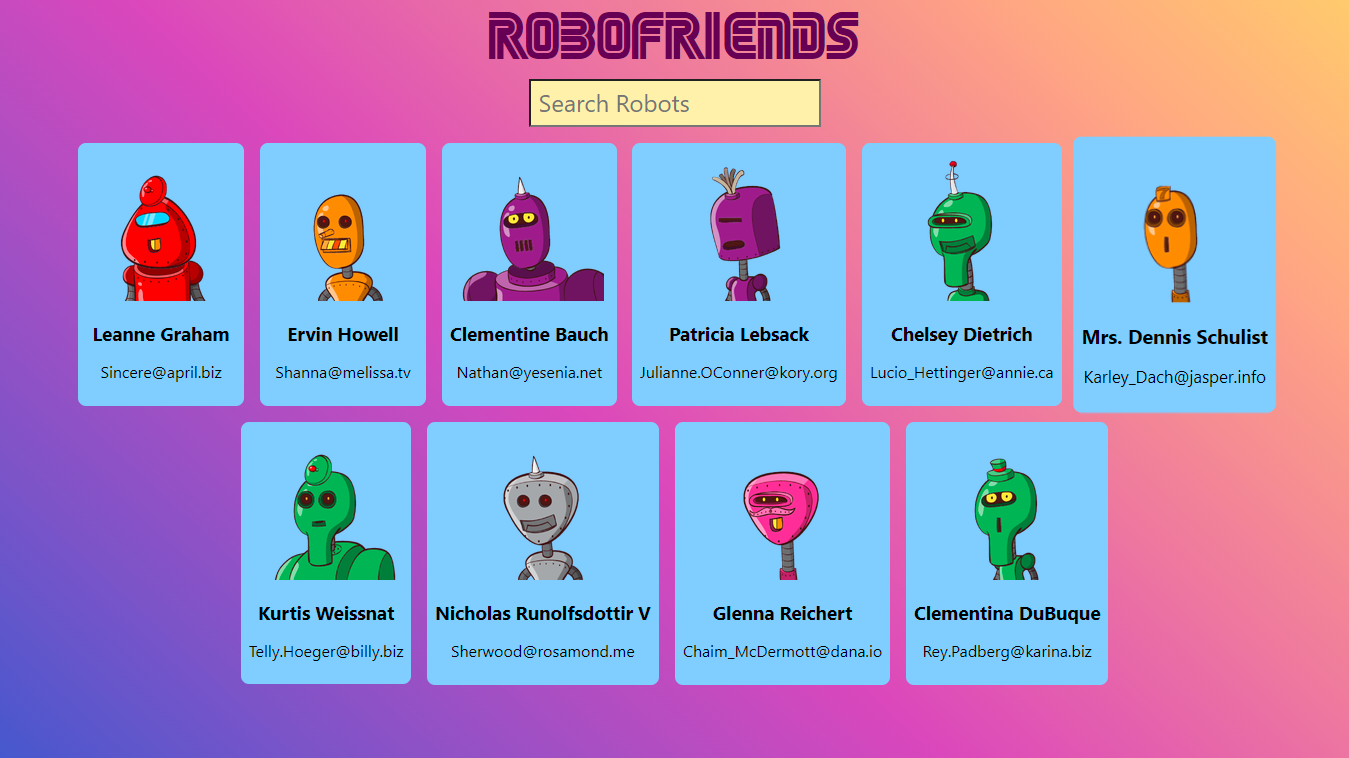 ROBOFRIENDS
Search Robots
Leanne Graham
Sincere@april.biz
Ervin Howell
Shanna@melissa.tv
Clementine Bauch
Nathan@yesenia.net
Patricia Lebsack
Julianne.OConner@kory.org
Chelsey Dietrich
Lucio_Hettinger@annie.ca
Mrs. Dennis Schulist
Karley_Dach@jasper.info
Kurtis Weissnat
Telly.Hoeger@billy.biz
Nicholas Runolfsdottir V
Sherwood@rosamond.me
Glenna Reichert
Chaim_McDermott@dana.io
Clementina DuBuque
Rey.Padberg@karina.biz